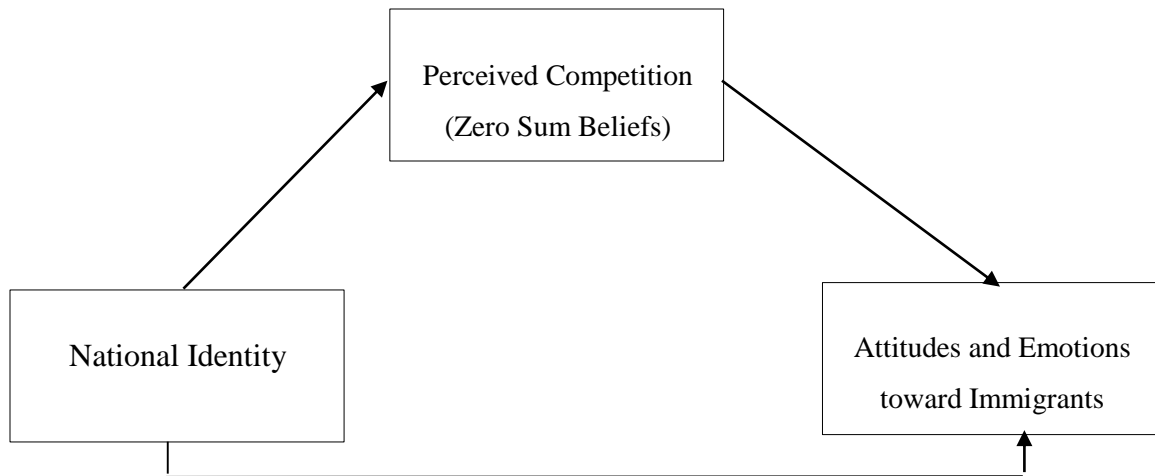 Perceived Competition
(Zero Sum Beliefs)
National Identity
Attitudes and Emotions
toward Immigrants